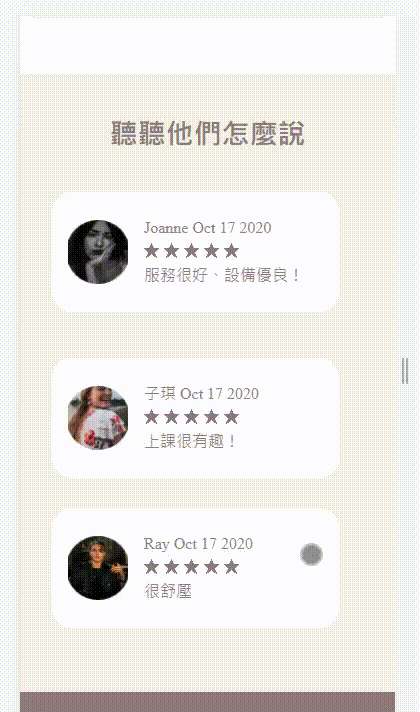 聽聽他們怎麼說
Joanne Oct 17 2020
★★★★★
服務很好、設備優良！
子琪 Oct 17 2020
★★★★★
上課很有趣！
Ray Oct 17 2020
★★★★★
很舒壓